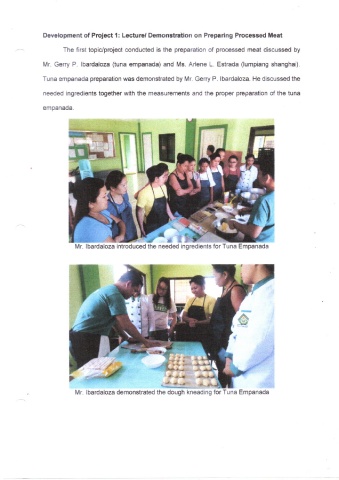 Development of Project 1: Lecture/ Demonstration on Preparing Processed Meat
The first topic/project conducted is the preparation of processed meat discussed by
Mr. Gerry P. Ibardaloza (tuna empanada) and Ms. Arlene L. Estrada (lumpiang shanghai).
Tuna empanada preparation was demonstrated by Mr. Gerry P. Ibardaloza. He discussed the
needed ingredients together with the measurements and the proper preparation of the tuna
empanada.
Mr. Ibardaloza introduced the needed ingredients for Tuna Empanada
Mr. Ibardaloza demonstrated the dough kneading for Tuna Empanada